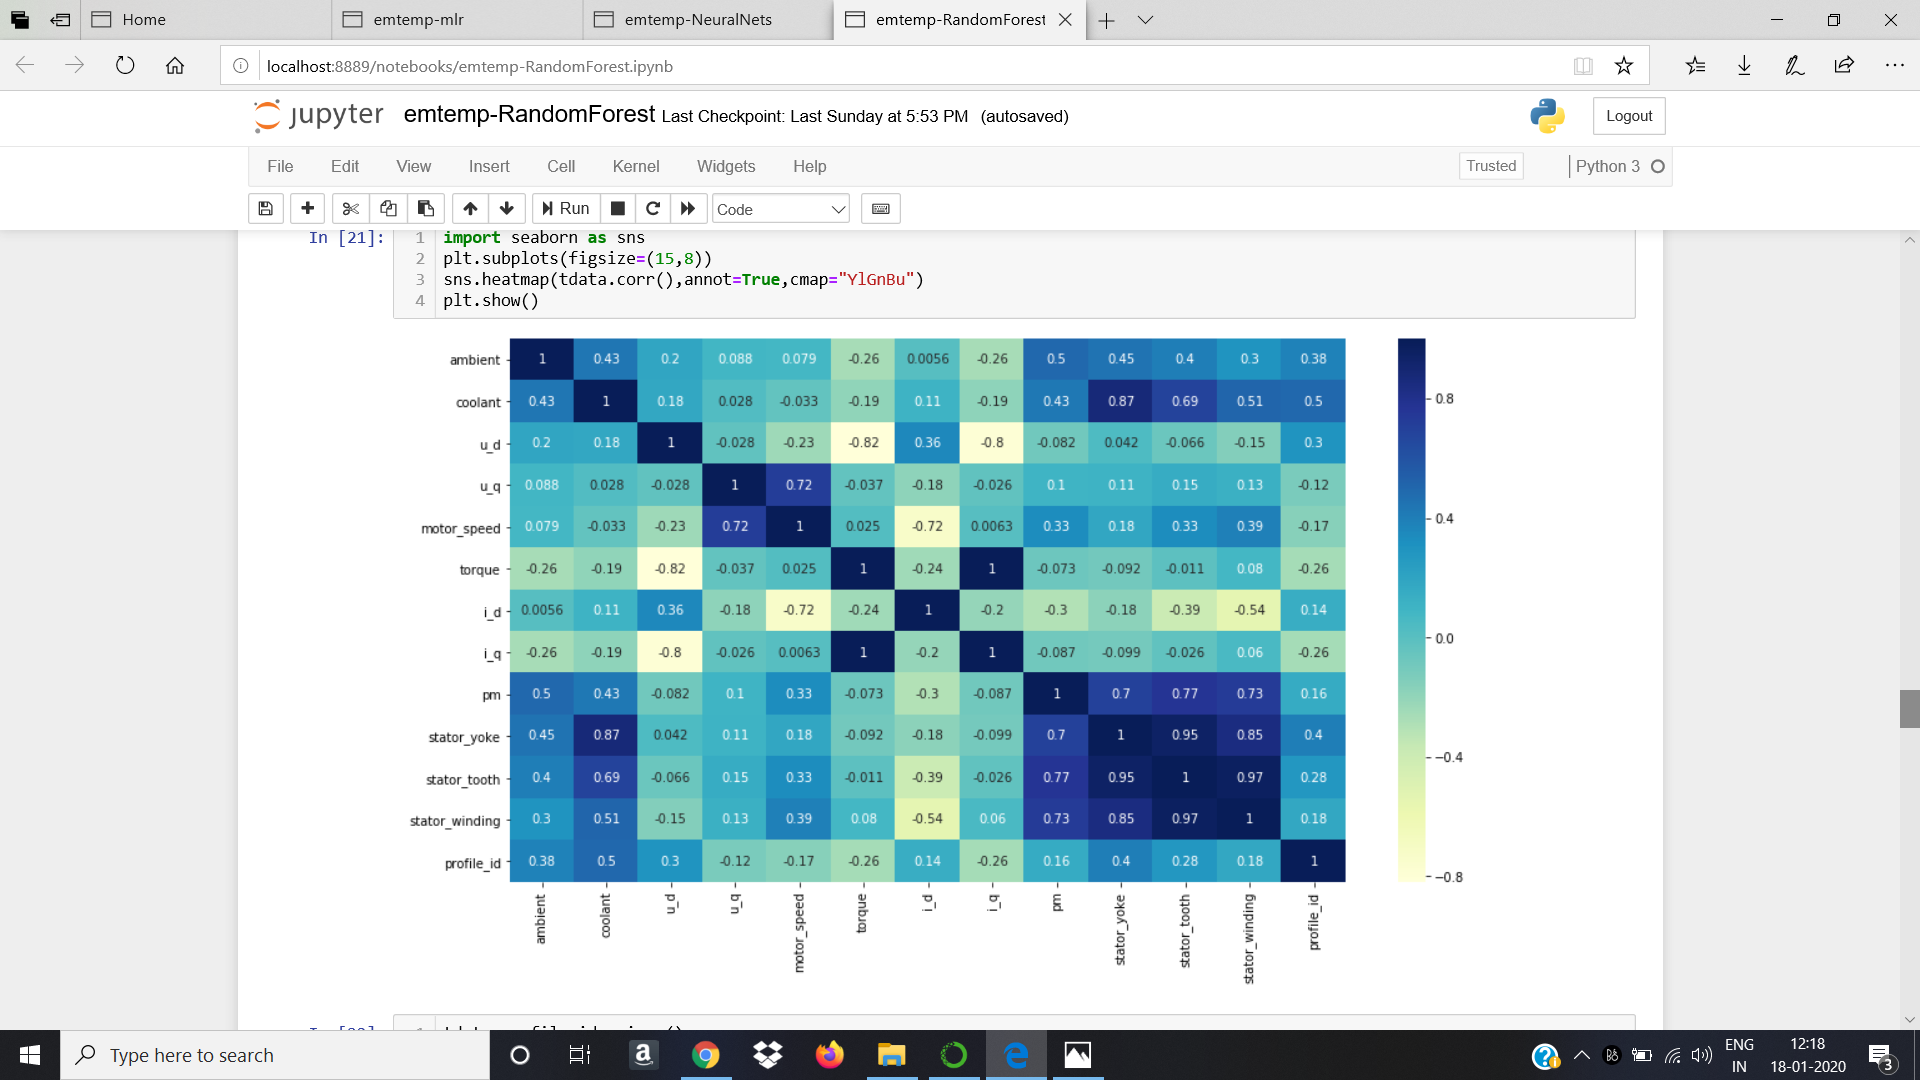 Home
emtemp-mlr
emtemp-NeuralNets
emtemp-RandomForest
localhost:8889/notebooks/emtemp-RandomForest.ipynb
jupyter emtemp-RandomForest Last Checkpoint: Last Sunday at 5:53 PM (autosaved)
Logout
File Edit View Insert Cell Kernel Widgets Help
Trusted
Python 3
Run
Code
In [21]:
1 import seaborn as sns
2 plt.subplots(figsize=(15,8))
3 sns.heatmap(tdata.corr(),annot=True,cmap="YlGnBu")
4 plt.show()
ambient 1 0.43 0.2 0.088 0.079 -0.26 0.0056 -0.26 0.5 0.45 0.4 0.3 0.38
coolant 0.43 1 0.18 0.028 -0.033 -0.19 0.11 -0.19 0.43 0.87 0.69 0.51 0.5
u_d 0.2 0.18 1 -0.028 -0.23 -0.82 0.36 -0.8 -0.082 0.042 -0.066 -0.15 0.3
u_q 0.088 0.028 -0.028 1 0.72 -0.037 -0.18 -0.026 0.1 0.11 0.15 0.13 -0.12
motor_speed 0.079 -0.033 -0.23 0.72 1 0.025 -0.72 0.0063 0.33 0.18 0.33 0.39 -0.17
torque -0.26 -0.19 -0.82 -0.037 0.025 1 -0.24 1 -0.073 -0.092 -0.011 0.08 -0.26
i_d 0.0056 0.11 0.36 -0.18 -0.72 -0.24 1 -0.2 -0.3 -0.18 -0.39 -0.54 0.14
i_q -0.26 -0.19 -0.8 -0.026 0.0063 1 -0.2 1 -0.087 -0.099 -0.026 0.06 -0.26
pm 0.5 0.43 -0.082 0.1 0.33 -0.073 -0.3 -0.087 1 0.7 0.77 0.73 0.16
stator_yoke 0.45 0.87 0.042 0.11 0.18 -0.092 -0.18 -0.099 0.7 1 0.95 0.85 0.4
stator_tooth 0.4 0.69 -0.066 0.15 0.33 -0.011 -0.39 -0.026 0.77 0.95 1 0.97 0.28
stator_winding 0.3 0.51 -0.15 0.13 0.39 0.08 -0.54 0.06 0.73 0.85 0.97 1 0.18
profile_id 0.38 0.5 0.3 -0.12 -0.17 -0.26 0.14 -0.26 0.16 0.4 0.28 0.18 1
ambient coolant u_d u_q motor_speed torque i_d i_q pm stator_yoke stator_tooth stator_winding profile_id
0.8
0.4
0.0
−0.4
−0.8
Type here to search
ENG
IN
12:18
18-01-2020
3